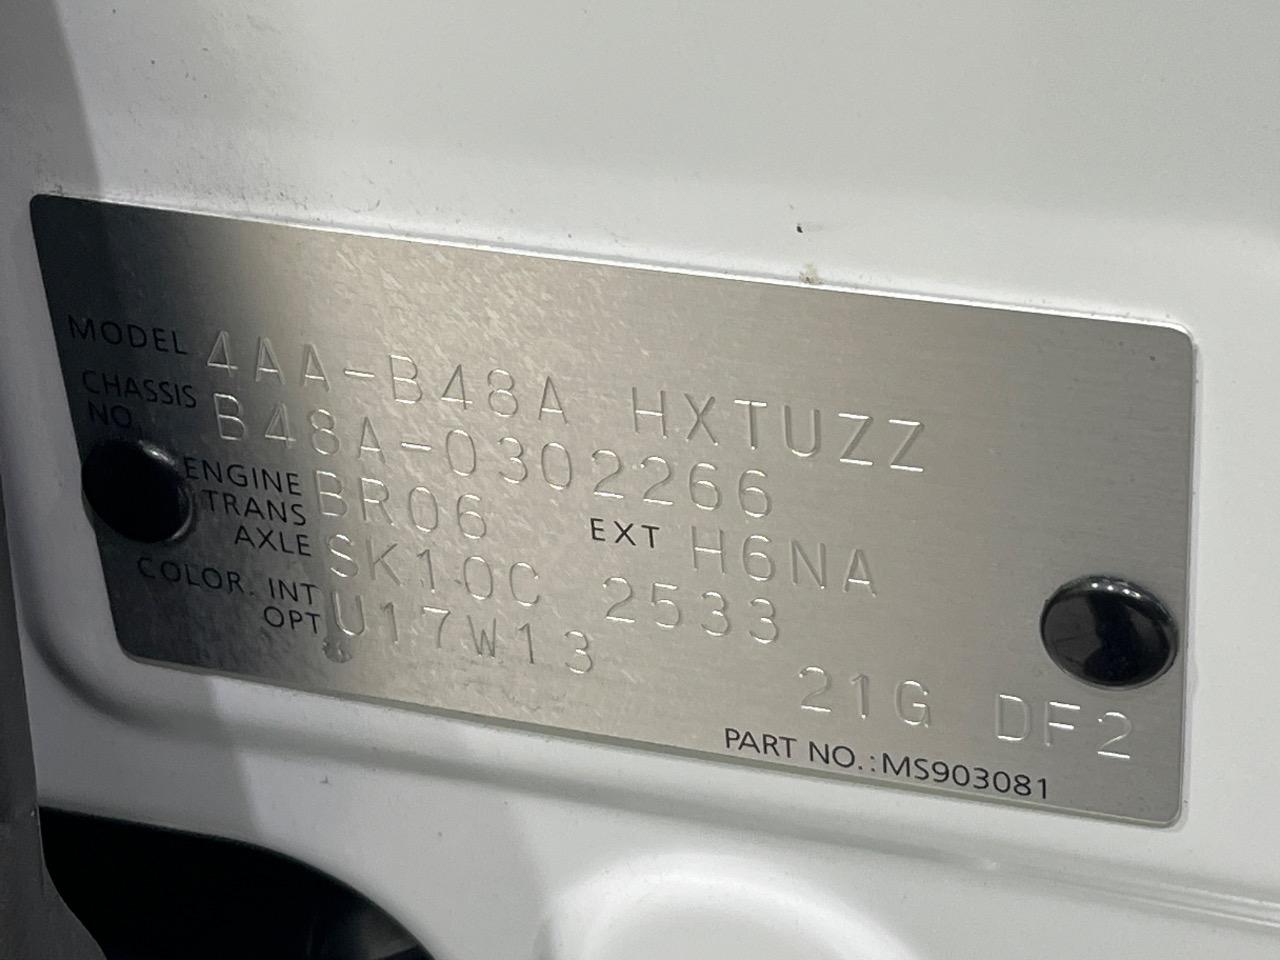 MODEL 4AA-B48A HXTUZZ
CHASSIS NO. B48A-0302266
ENGINE BR06 EXT H6NA
TRANS AXLE SK10C 2533
COLOR. INT OPT U17W13
21G DF2
PART NO.:MS903081